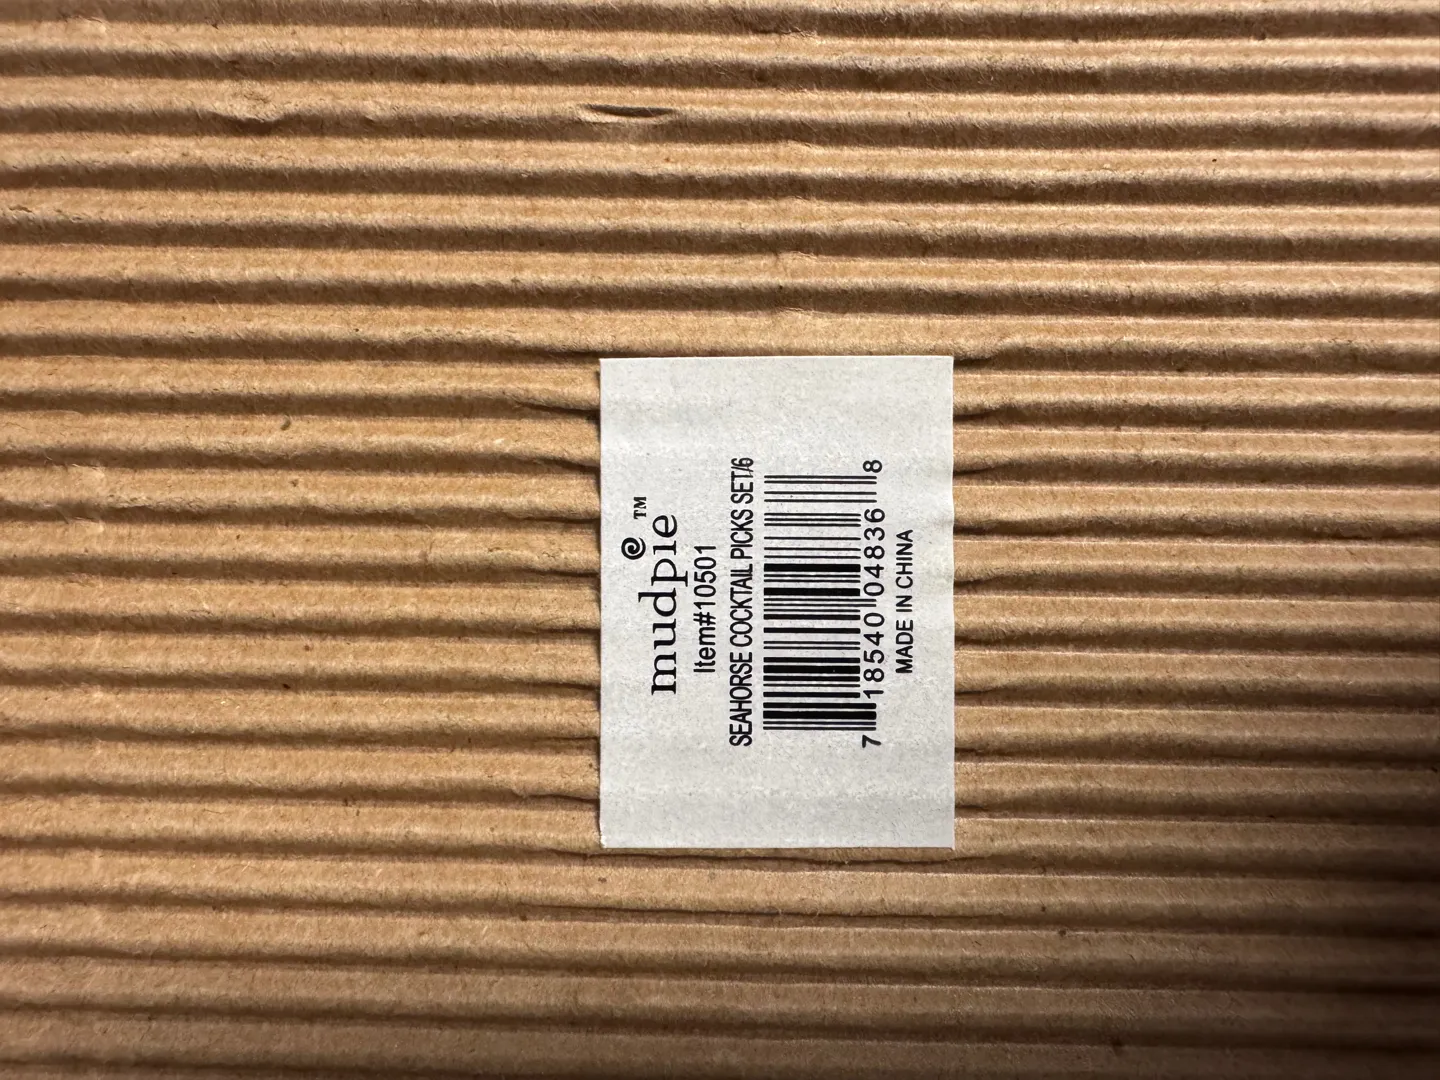 mudpie™
Item#10501
SEAHORSE COCKTAIL PICKS SET/6
7 18540 04836 8
MADE IN CHINA